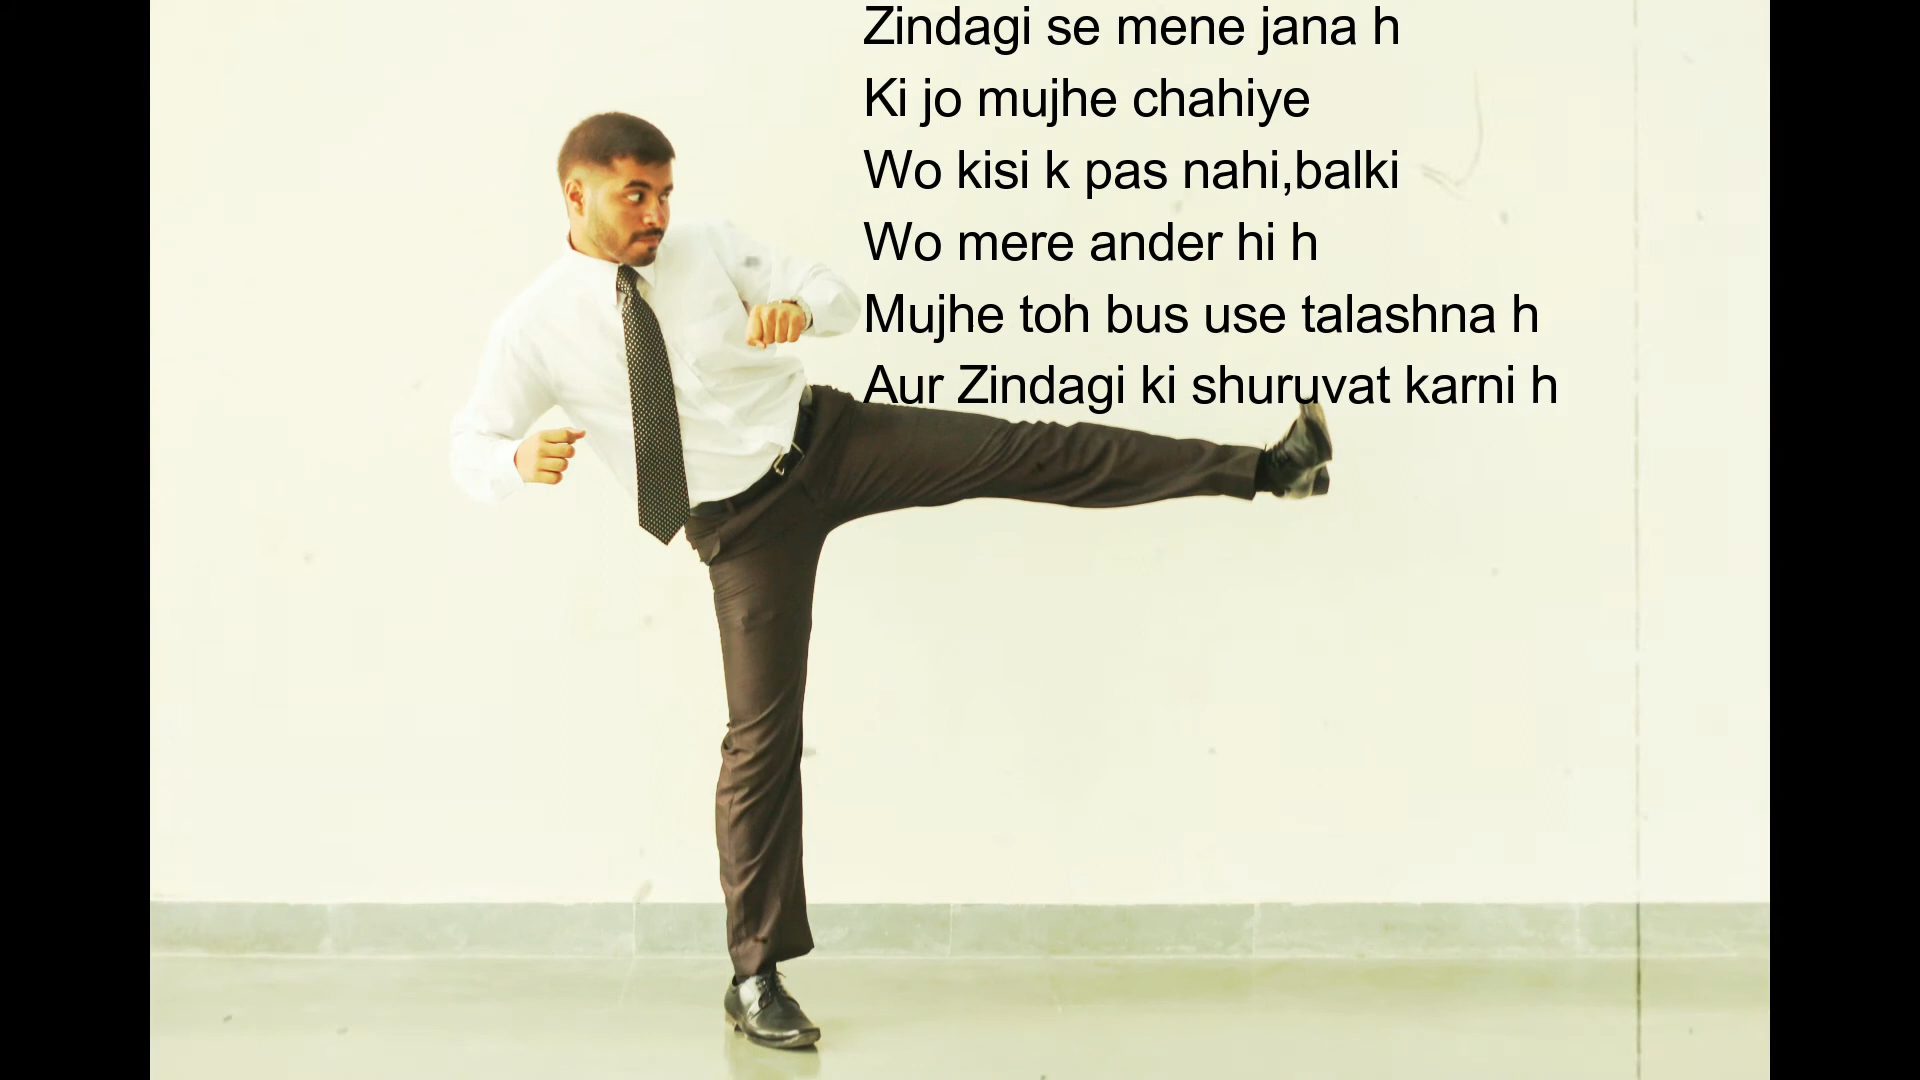 Zindagi se mene jana h
Ki jo mujhe chahiye
Wo kisi k pas nahi,balki
Wo mere ander hi h
Mujhe toh bus use talashna h
Aur Zindagi ki shuruvat karni h